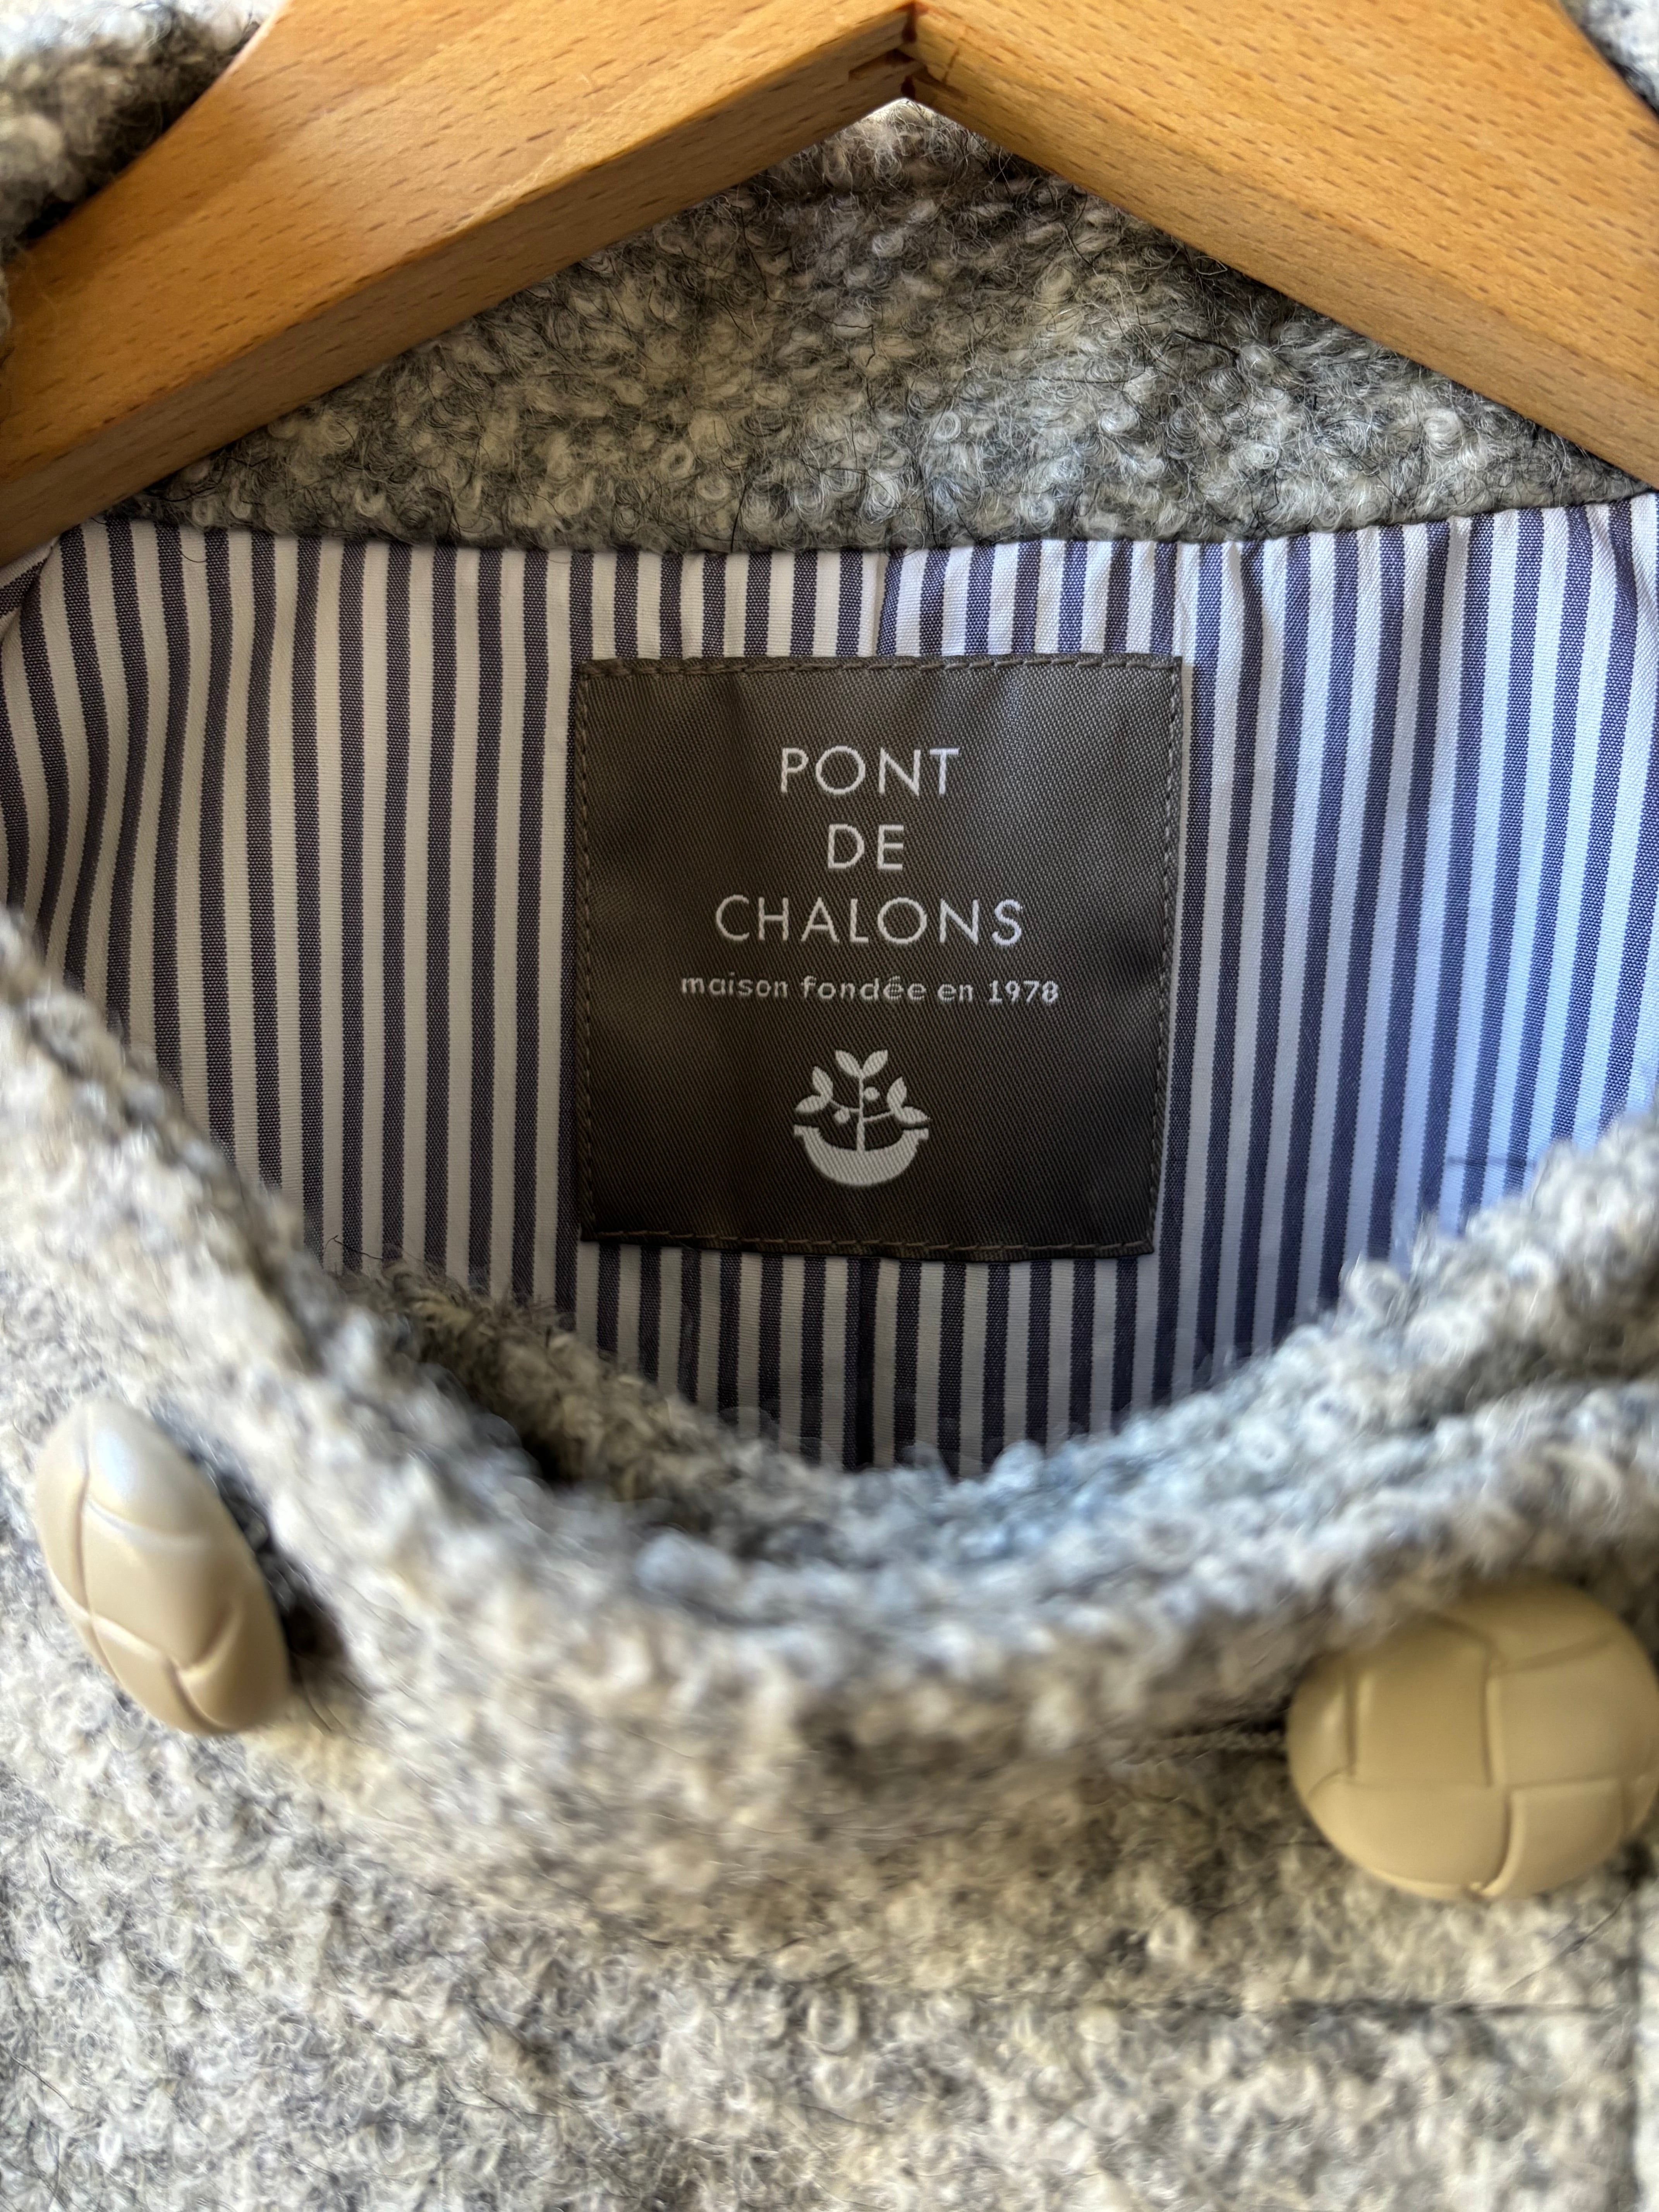 PONT
DE
CHALONS
maison fondée en 1978